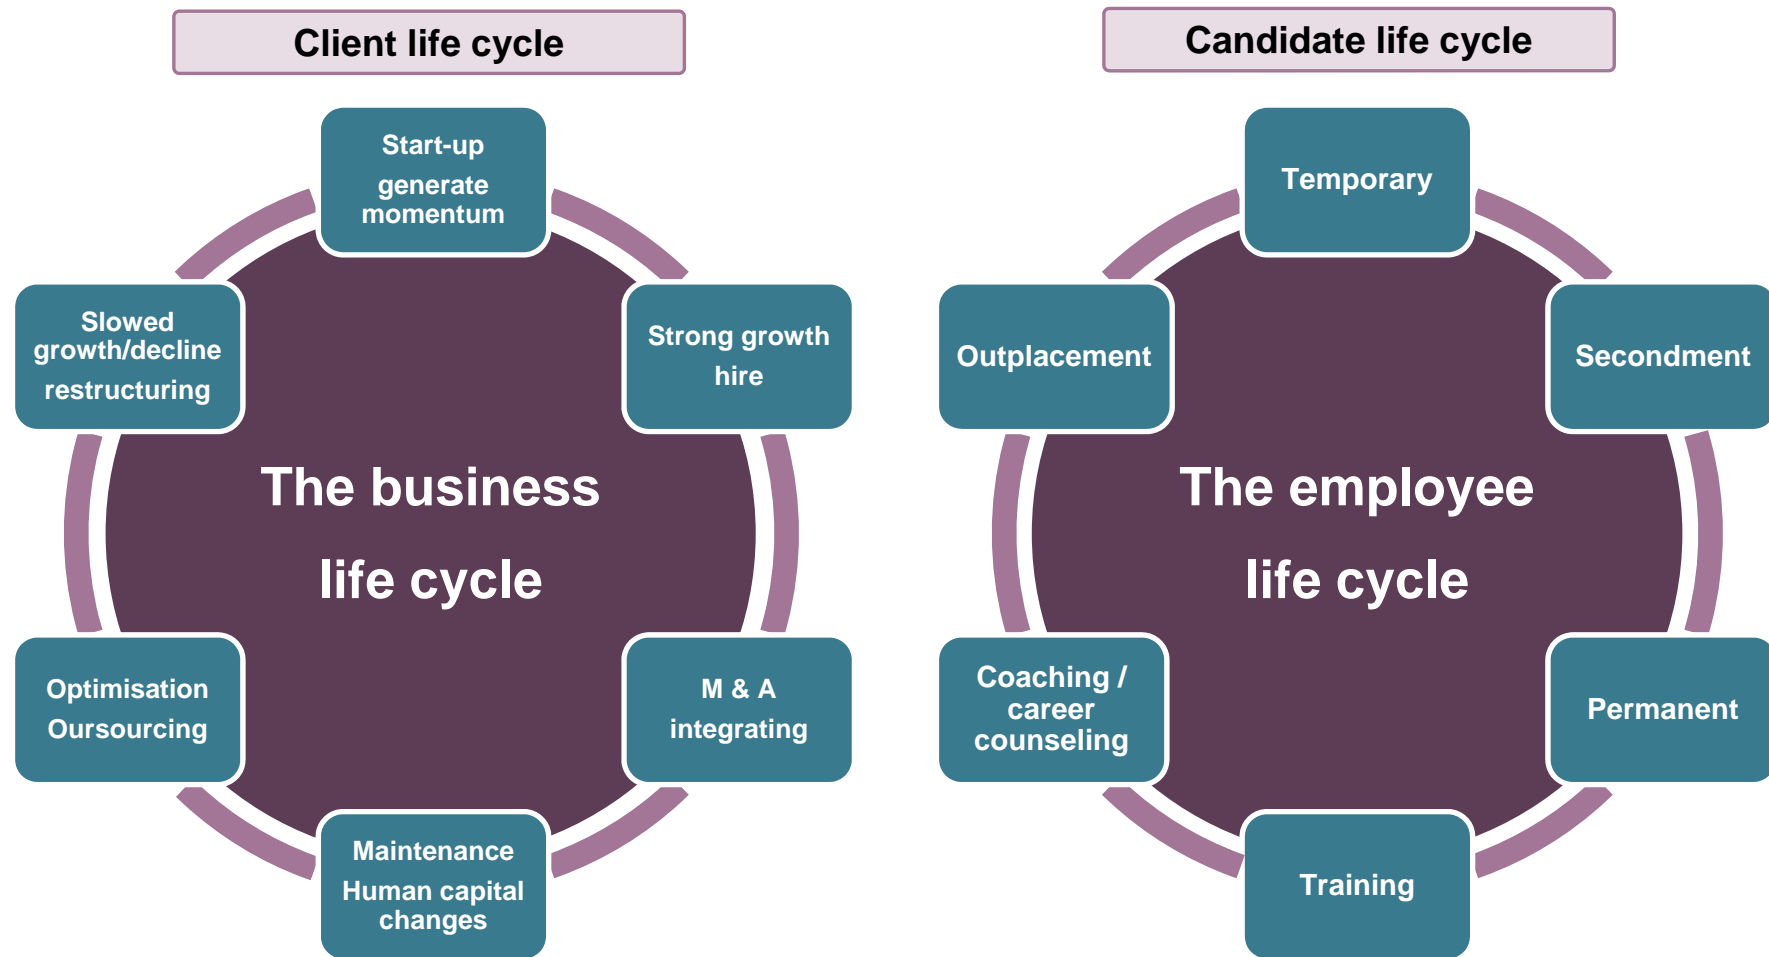 Client life cycle
Start-up
generate
momentum
Strong growth
hire
M & A
integrating
Maintenance
Human capital
changes
Optimisation
Oursourcing
Slowed
growth/decline
restructuring
The business
life cycle
Candidate life cycle
Temporary
Secondment
Permanent
Training
Coaching /
career
counseling
Outplacement
The employee
life cycle